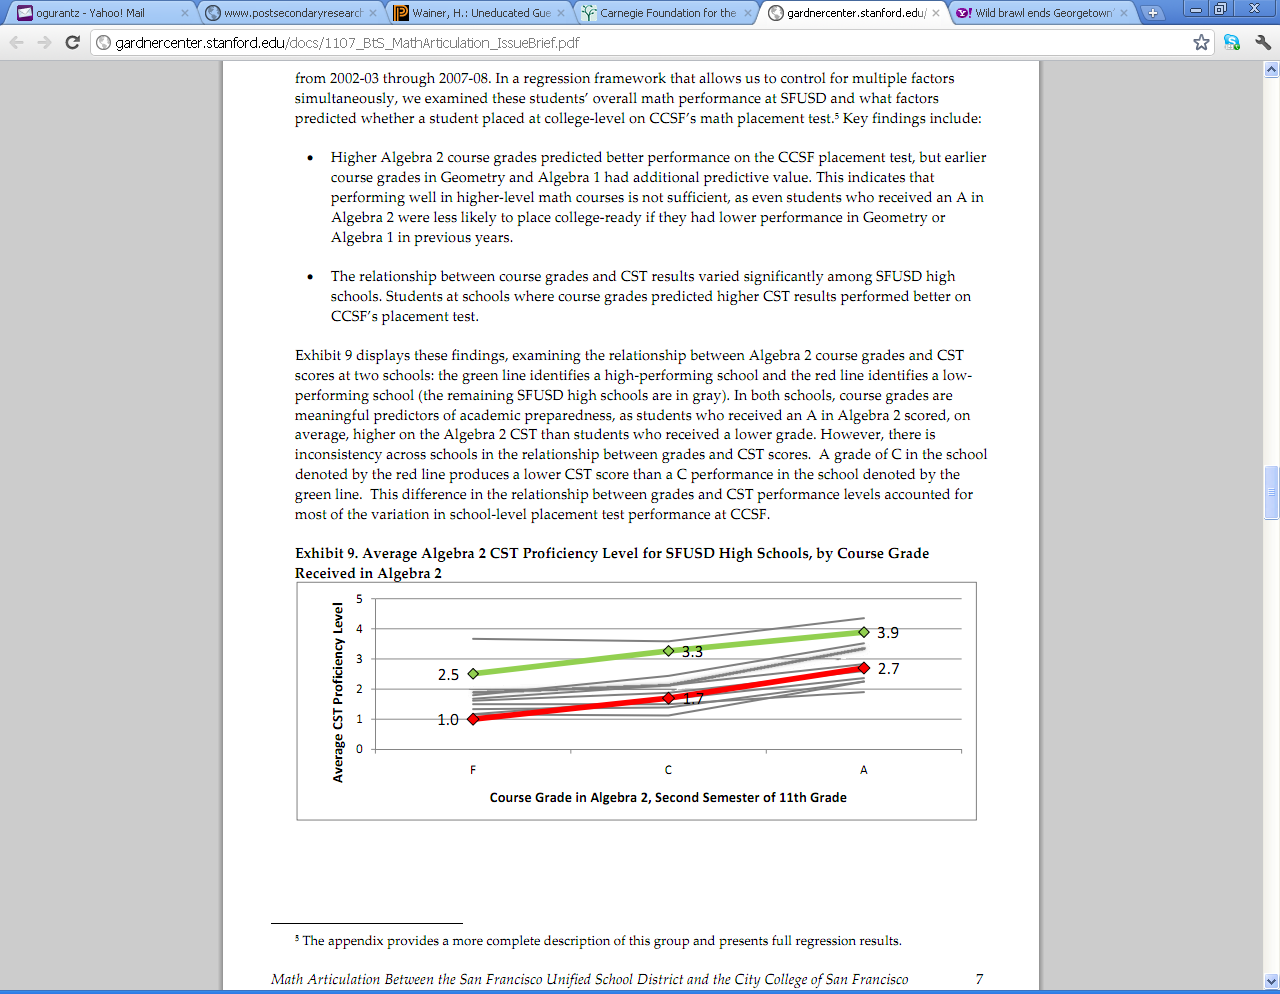 ogurantz - Yahoo! Mail
www.postsecondaryresearch
Wainer, H.: Uneducated Gue
Carnegie Foundation for the
gardnercenter.stanford.edu/
Wild brawl ends Georgetown'
gardnercenter.stanford.edu/docs/1107_BtS_MathArticulation_IssueBrief.pdf
from 2002-03 through 2007-08. In a regression framework that allows us to control for multiple factors
simultaneously, we examined these students' overall math performance at SFUSD and what factors
predicted whether a student placed at college-level on CCSF's math placement test.⁵ Key findings include:
• Higher Algebra 2 course grades predicted better performance on the CCSF placement test, but earlier
course grades in Geometry and Algebra 1 had additional predictive value. This indicates that
performing well in higher-level math courses is not sufficient, as even students who received an A in
Algebra 2 were less likely to place college-ready if they had lower performance in Geometry or
Algebra 1 in previous years.
• The relationship between course grades and CST results varied significantly among SFUSD high
schools. Students at schools where course grades predicted higher CST results performed better on
CCSF's placement test.
Exhibit 9 displays these findings, examining the relationship between Algebra 2 course grades and CST
scores at two schools: the green line identifies a high-performing school and the red line identifies a low-
performing school (the remaining SFUSD high schools are in gray). In both schools, course grades are
meaningful predictors of academic preparedness, as students who received an A in Algebra 2 scored, on
average, higher on the Algebra 2 CST than students who received a lower grade. However, there is
inconsistency across schools in the relationship between grades and CST scores. A grade of C in the school
denoted by the red line produces a lower CST score than a C performance in the school denoted by the
green line. This difference in the relationship between grades and CST performance levels accounted for
most of the variation in school-level placement test performance at CCSF.
Exhibit 9. Average Algebra 2 CST Proficiency Level for SFUSD High Schools, by Course Grade
Received in Algebra 2
Average CST Proficiency Level
5
4
3
2
1
0
2.5
3.3
3.9
1.0
1.7
2.7
F
C
A
Course Grade in Algebra 2, Second Semester of 11th Grade
⁵ The appendix provides a more complete description of this group and presents full regression results.
Math Articulation Between the San Francisco Unified School District and the City College of San Francisco 7